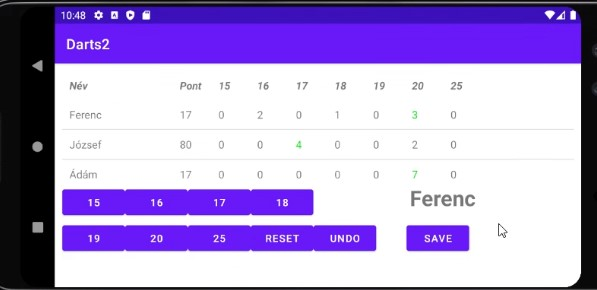 10:48
Darts2
Név Pont 15 16 17 18 19 20 25
Ferenc 17 0 2 0 1 0 3 0
József 80 0 0 4 0 0 2 0
Ádám 17 0 0 0 0 0 7 0
15 16 17 18 Ferenc
19 20 25 RESET UNDO SAVE